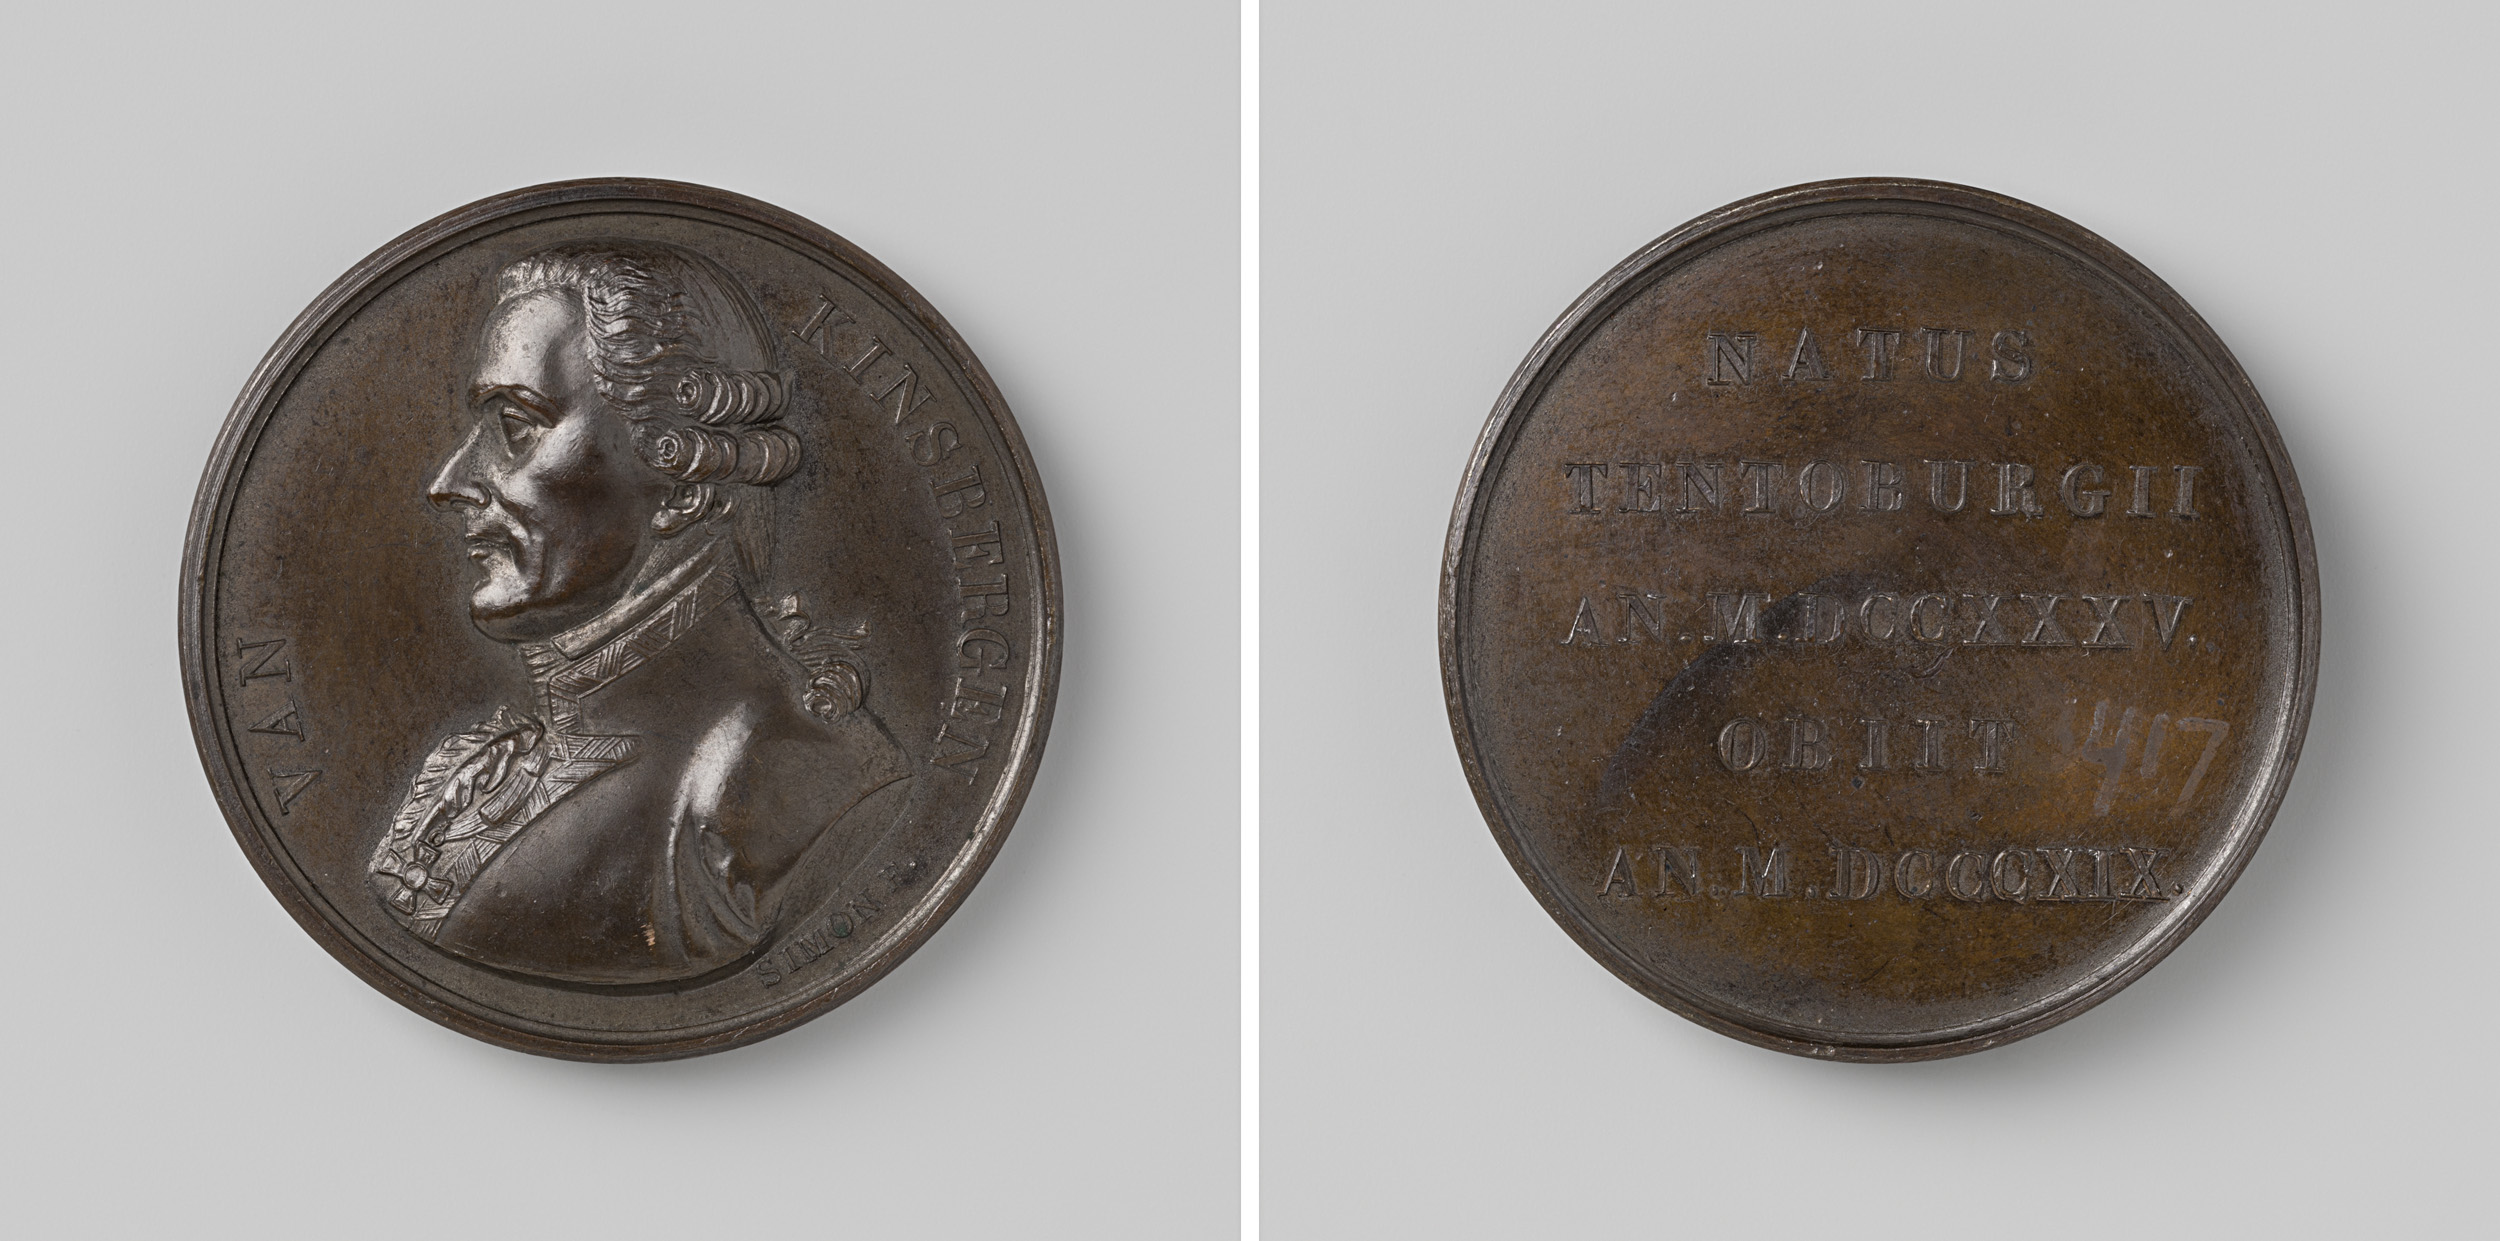 VAN KINSBERGEN
SIMON F.
NATUS
TENTOBURGII
AN.M.DCCXXXV.
OBIIT
AN.M.DCCCXIX.
417